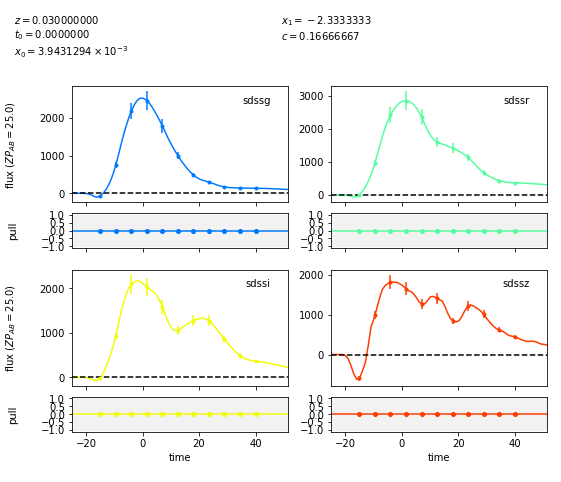 z = 0.030000000
t₀ = 0.0000000
x₀ = 3.9431294 × 10⁻³
x₁ = −2.3333333
c = 0.16666667
flux (ZP_AB = 25.0)
2000
1000
0
sdssg
3000
2000
1000
0
sdssr
pull
1.0
0.5
0.0
−0.5
−1.0
1.0
0.5
0.0
−0.5
−1.0
flux (ZP_AB = 25.0)
2000
1000
0
sdssi
2000
1000
0
sdssz
pull
1.0
0.5
0.0
−0.5
−1.0
1.0
0.5
0.0
−0.5
−1.0
−20 0 20 40
time
−20 0 20 40
time